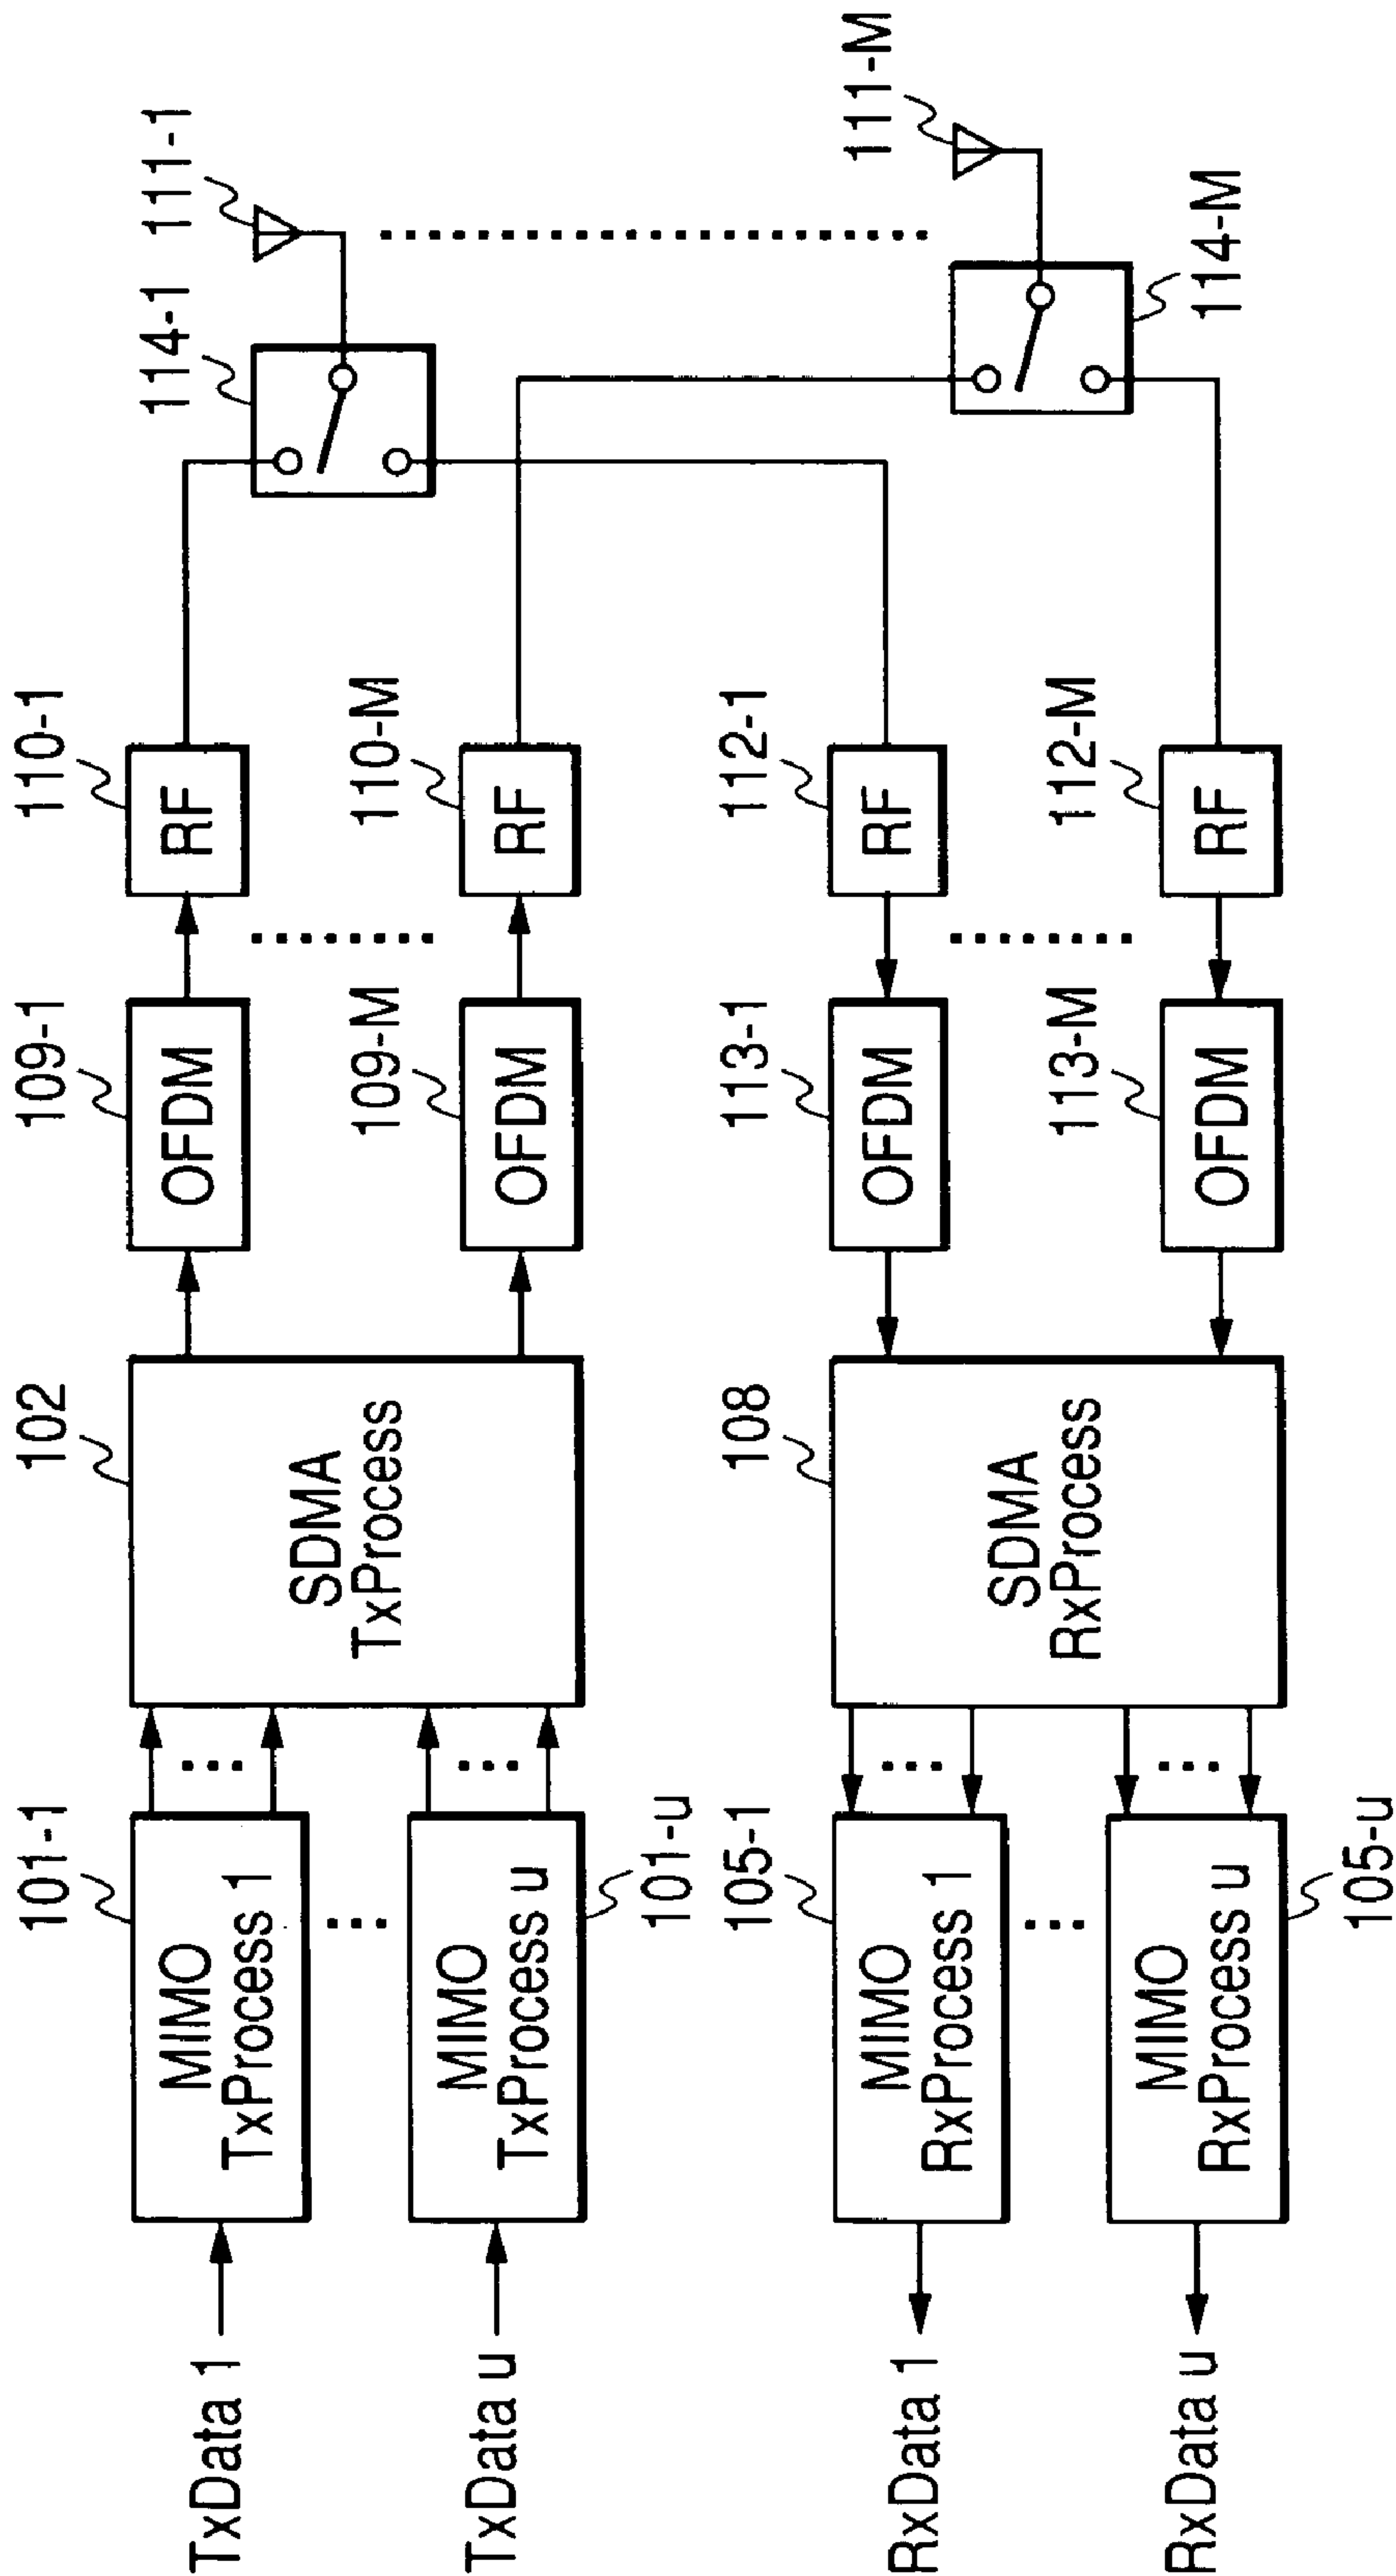 101-1
102
109-1
110-1
114-1
111-1
TxData 1
MIMO
TxProcess 1
SDMA
TxProcess
OFDM
RF
109-M
110-M
TxData u
MIMO
TxProcess u
OFDM
RF
101-u
105-1
108
113-1
112-1
111-M
RxData 1
MIMO
RxProcess 1
SDMA
RxProcess
OFDM
RF
113-M
112-M
114-M
RxData u
MIMO
RxProcess u
OFDM
RF
105-u